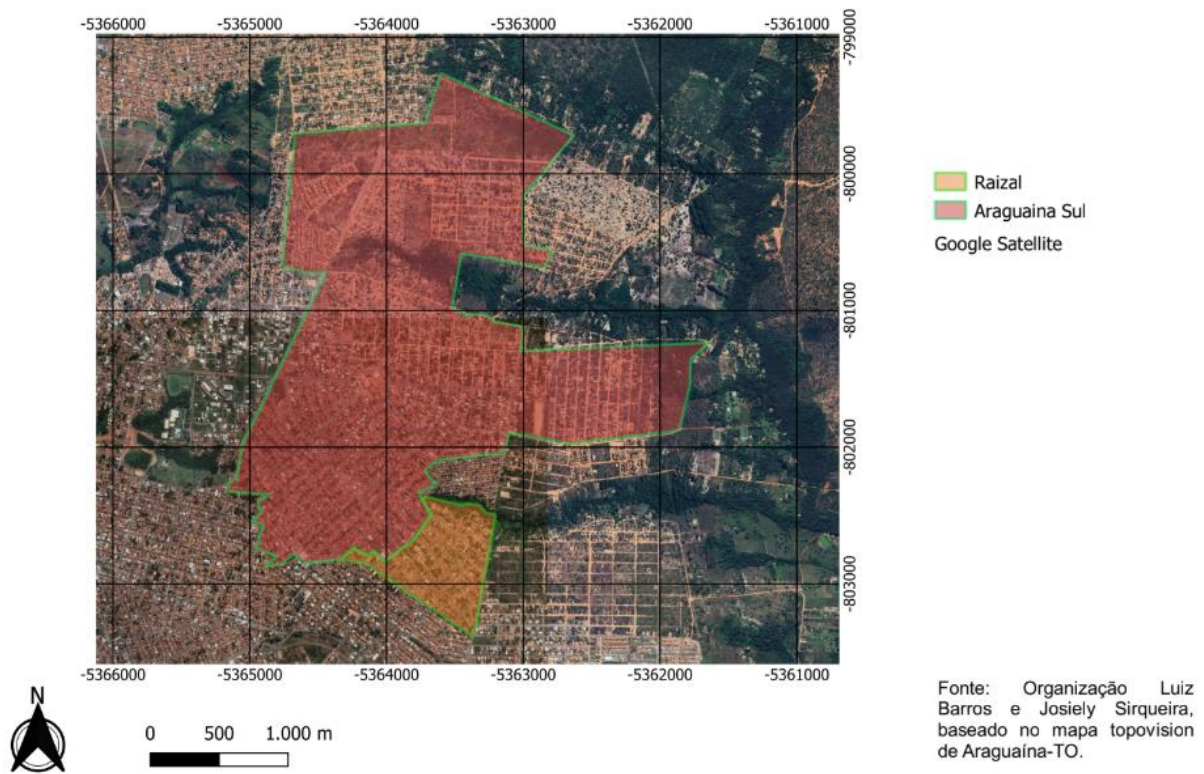 -5366000 -5365000 -5364000 -5363000 -5362000 -5361000
-799000
-800000
-801000
-802000
-803000
Raizal
Araguaina Sul
Google Satellite
-5366000 -5365000 -5364000 -5363000 -5362000 -5361000
N
0 500 1.000 m
Fonte: Organização Luiz
Barros e Josiely Sirqueira,
baseado no mapa topovision
de Araguaína-TO.